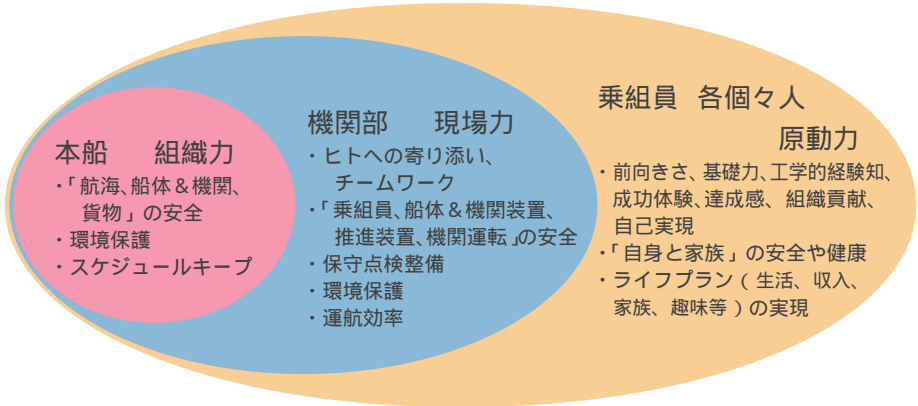 本船 組織力
・「航海、船体＆機関、
貨物」の安全
・環境保護
・スケジュールキープ
機関部 現場力
・ヒトへの寄り添い、
チームワーク
・「乗組員、船体＆機関装置、
推進装置、機関運転」の安全
・保守点検整備
・環境保護
・運航効率
乗組員 各個々人
原動力
・前向きさ、基礎力、工学的経験知、
成功体験、達成感、組織貢献、
自己実現
・「自身と家族」の安全や健康
・ライフプラン（生活、収入、
家族、趣味等）の実現